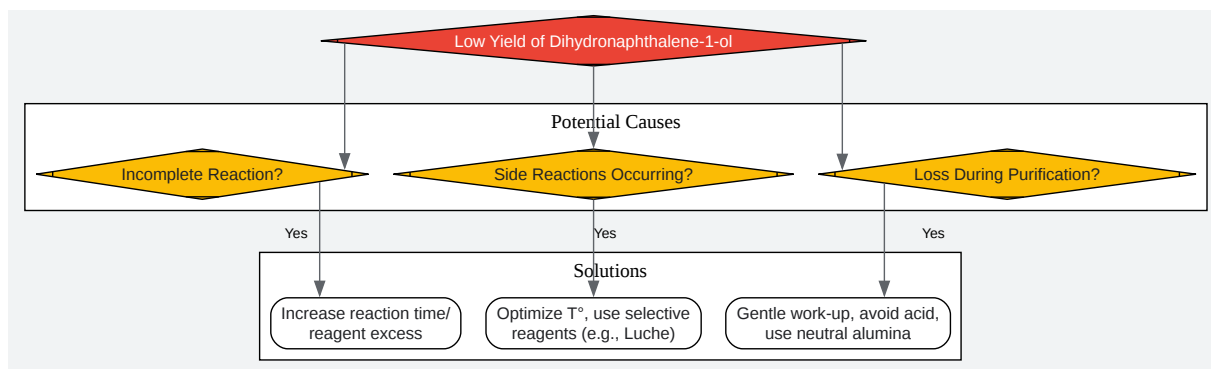 Low Yield of Dihydronaphthalene-1-ol
Potential Causes
Incomplete Reaction?
Side Reactions Occurring?
Loss During Purification?
Yes
Yes
Yes
Solutions
Increase reaction time/
reagent excess
Optimize T°, use selective
reagents (e.g., Luche)
Gentle work-up, avoid acid,
use neutral alumina